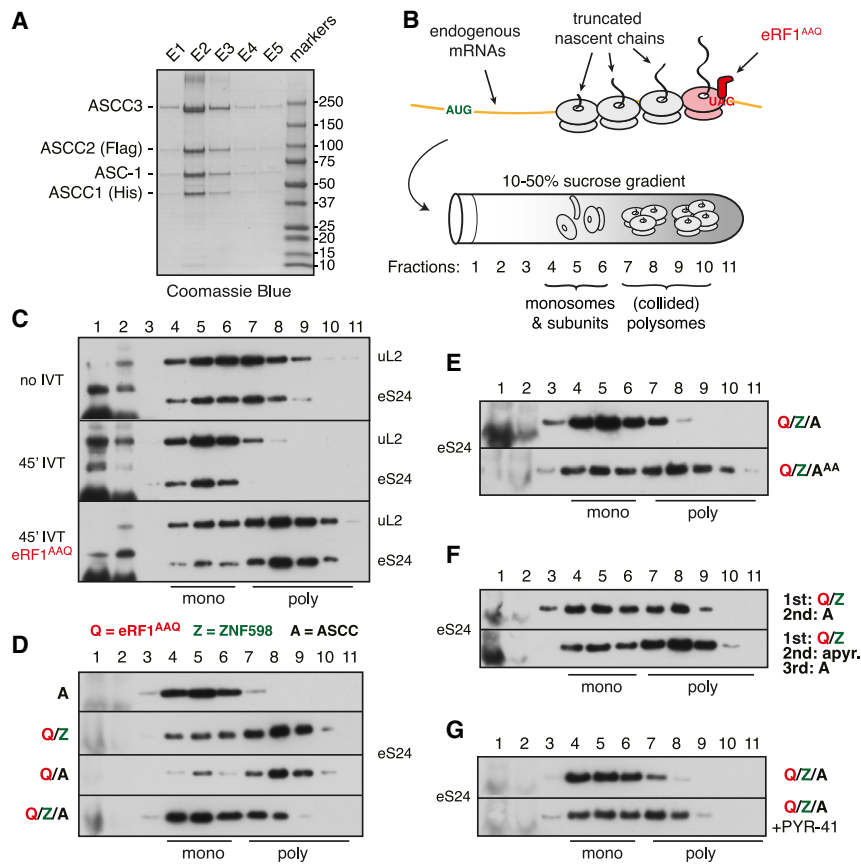 A
E1 E2 E3 E4 E5 markers
ASCC3
ASCC2 (Flag)
ASC-1
ASCC1 (His)
250
150
100
75
50
37
25
20
15
10
Coomassie Blue
B
endogenous
mRNAs
truncated
nascent chains
eRF1AAQ
AUG
UAG
10-50% sucrose gradient
Fractions: 1 2 3 4 5 6 7 8 9 10 11
monosomes
& subunits
(collided)
polysomes
C
1 2 3 4 5 6 7 8 9 10 11
no IVT
uL2
eS24
45' IVT
uL2
eS24
45' IVT
eRF1AAQ
uL2
eS24
mono poly
D
Q = eRF1AAQ Z = ZNF598 A = ASCC
1 2 3 4 5 6 7 8 9 10 11
A
Q/Z
Q/A
Q/Z/A
eS24
mono poly
E
1 2 3 4 5 6 7 8 9 10 11
eS24
Q/Z/A
Q/Z/AAA
mono poly
F
1 2 3 4 5 6 7 8 9 10 11
eS24
1st: Q/Z
2nd: A
1st: Q/Z
2nd: apyr.
3rd: A
mono poly
G
1 2 3 4 5 6 7 8 9 10 11
eS24
Q/Z/A
Q/Z/A
+PYR-41
mono poly